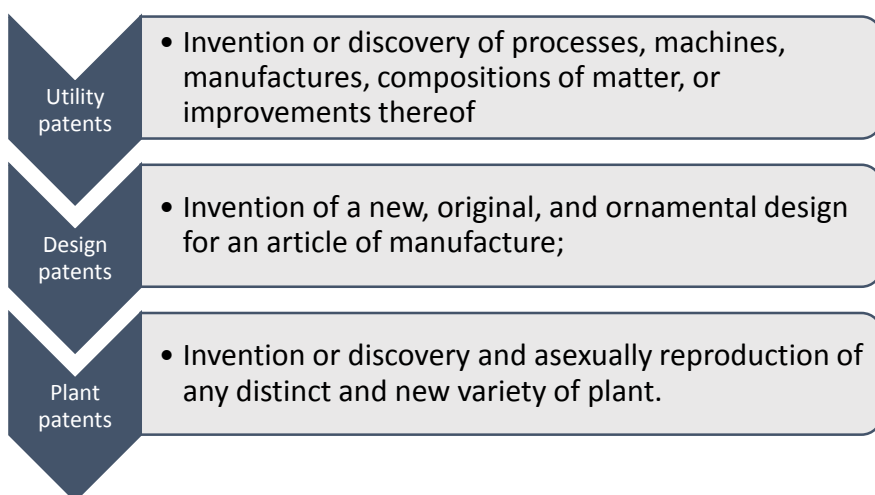 Utility
patents
• Invention or discovery of processes, machines,
manufactures, compositions of matter, or
improvements thereof
Design
patents
• Invention of a new, original, and ornamental design
for an article of manufacture;
Plant
patents
• Invention or discovery and asexually reproduction of
any distinct and new variety of plant.